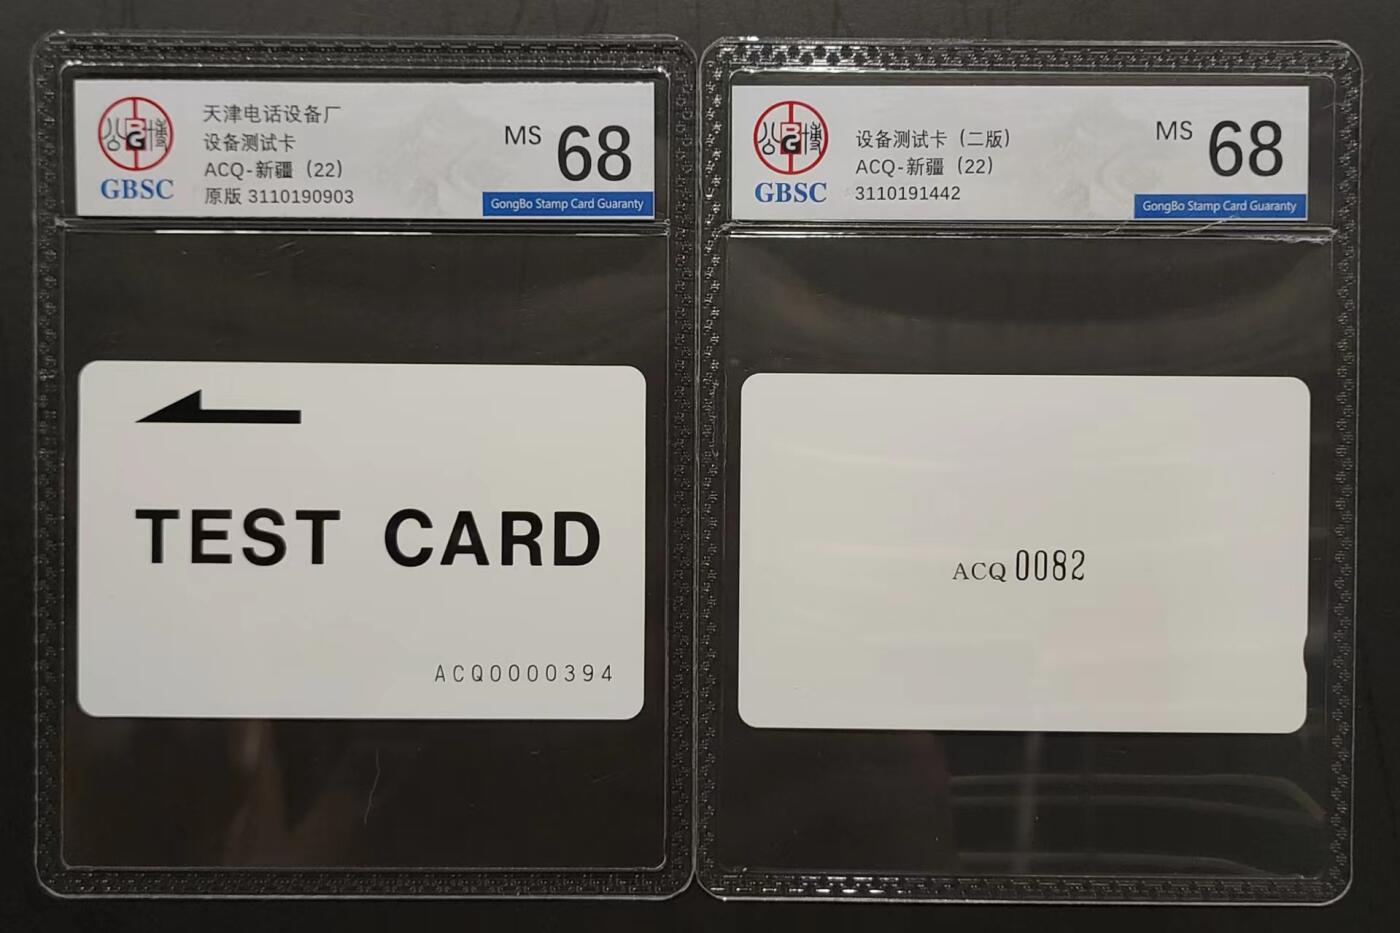 天津电话设备厂
设备测试卡
ACQ-新疆（22）
原版 3110190903
MS 68
GBSC
GongBo Stamp Card Guaranty
TEST CARD
ACQ0000394
设备测试卡（二版）
ACQ-新疆（22）
3110191442
MS 68
GBSC
GongBo Stamp Card Guaranty
ACQ 0082